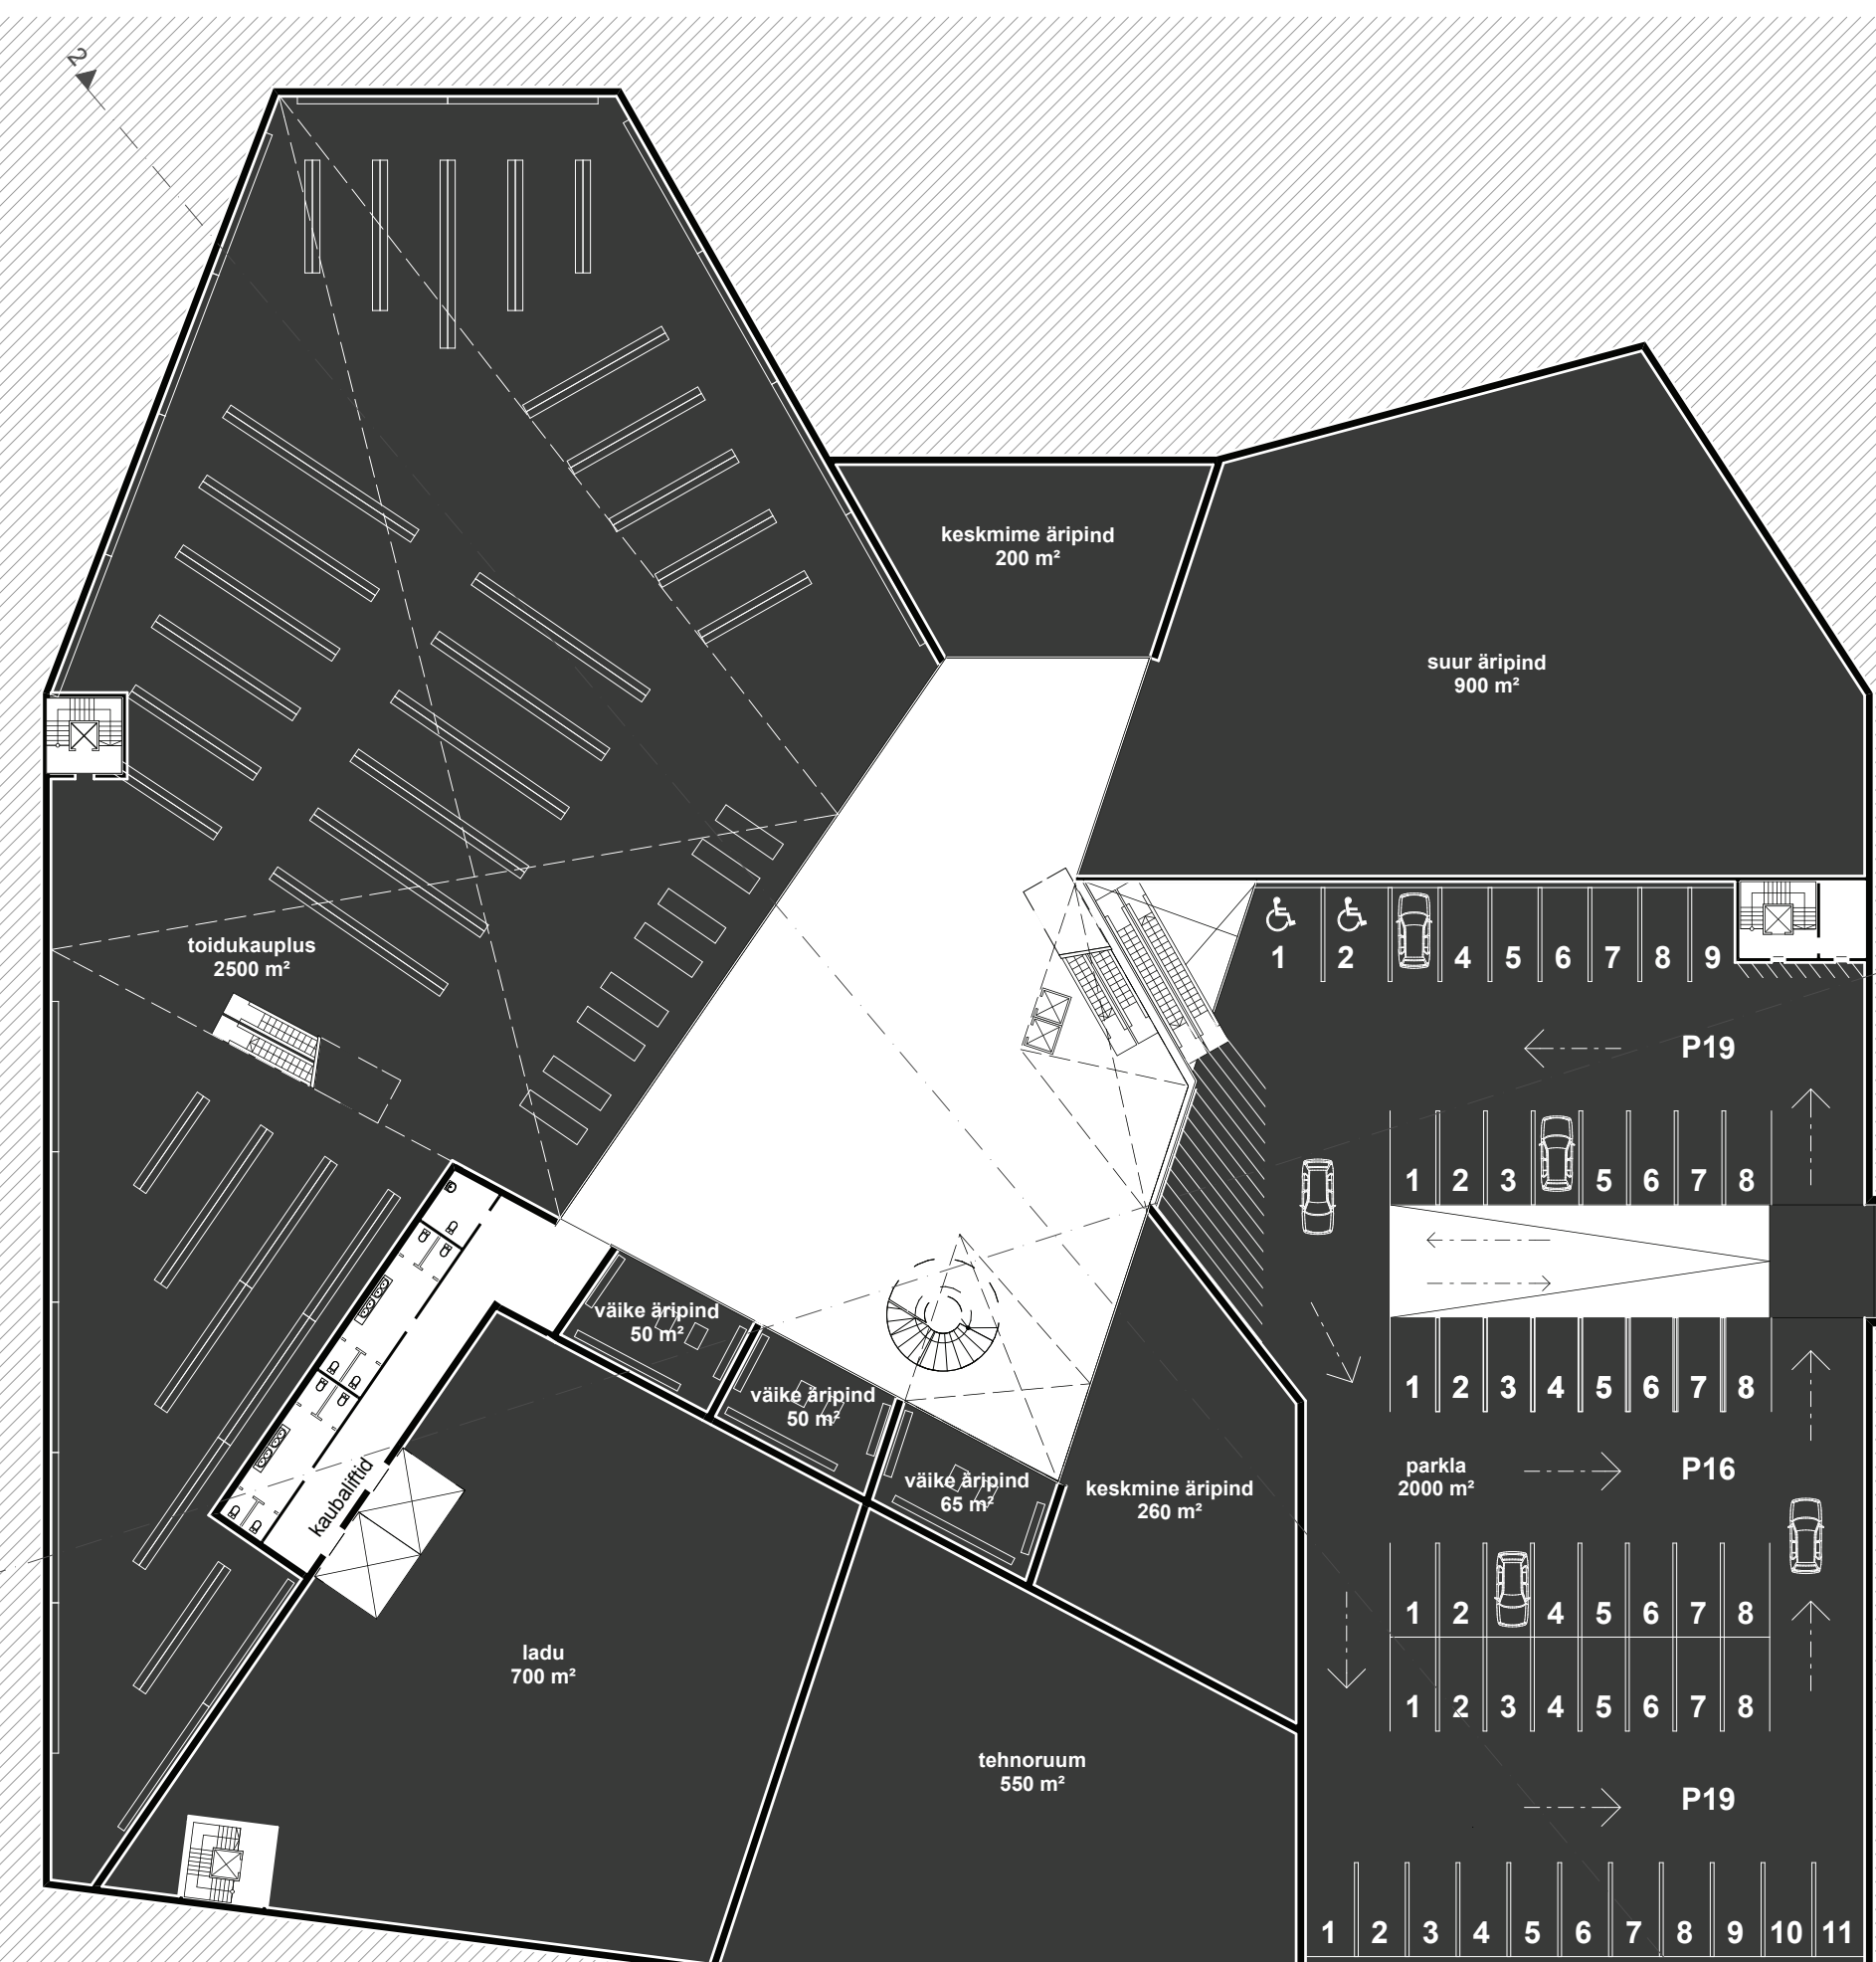 2
keskmime äripind
200 m²
suur äripind
900 m²
toidukauplus
2500 m²
1 2 4 5 6 7 8 9
P19
1 2 3 5 6 7 8
väike äripind
50 m²
väike äripind
50 m²
väike äripind
65 m²
keskmine äripind
260 m²
kaubaliftid
1 2 3 4 5 6 7 8
parkla
2000 m²
P16
1 2 4 5 6 7 8
1 2 3 4 5 6 7 8
ladu
700 m²
tehnoruum
550 m²
P19
1 2 3 4 5 6 7 8 9 10 11